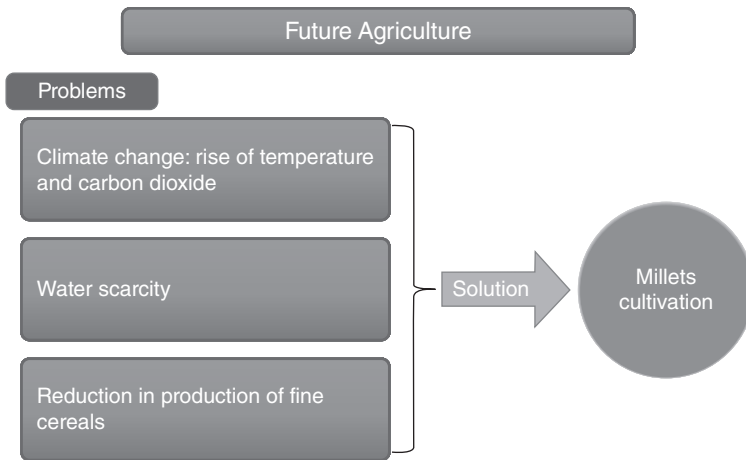 Future Agriculture
Problems
Climate change: rise of temperature
and carbon dioxide
Water scarcity
Reduction in production of fine
cereals
Solution
Millets
cultivation